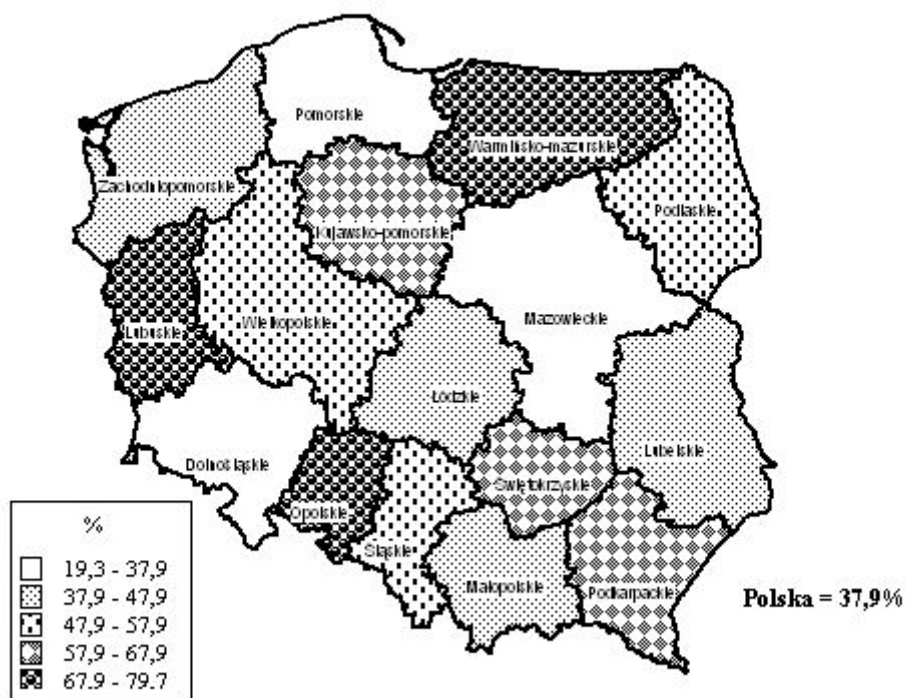 Pomorskie
Warmińsko-mazurskie
Zachodniopomorskie
Podlaskie
Kujawsko-pomorskie
Mazowieckie
Wielkopolskie
Lubuskie
Łódzkie
Lubelskie
Dolnośląskie
Świętokrzyskie
Opolskie
Śląskie
Małopolskie
Podkarpackie
Polska = 37,9%
%
19,3 - 37,9
37,9 - 47,9
47,9 - 57,9
57,9 - 67,9
67,9 - 79,7